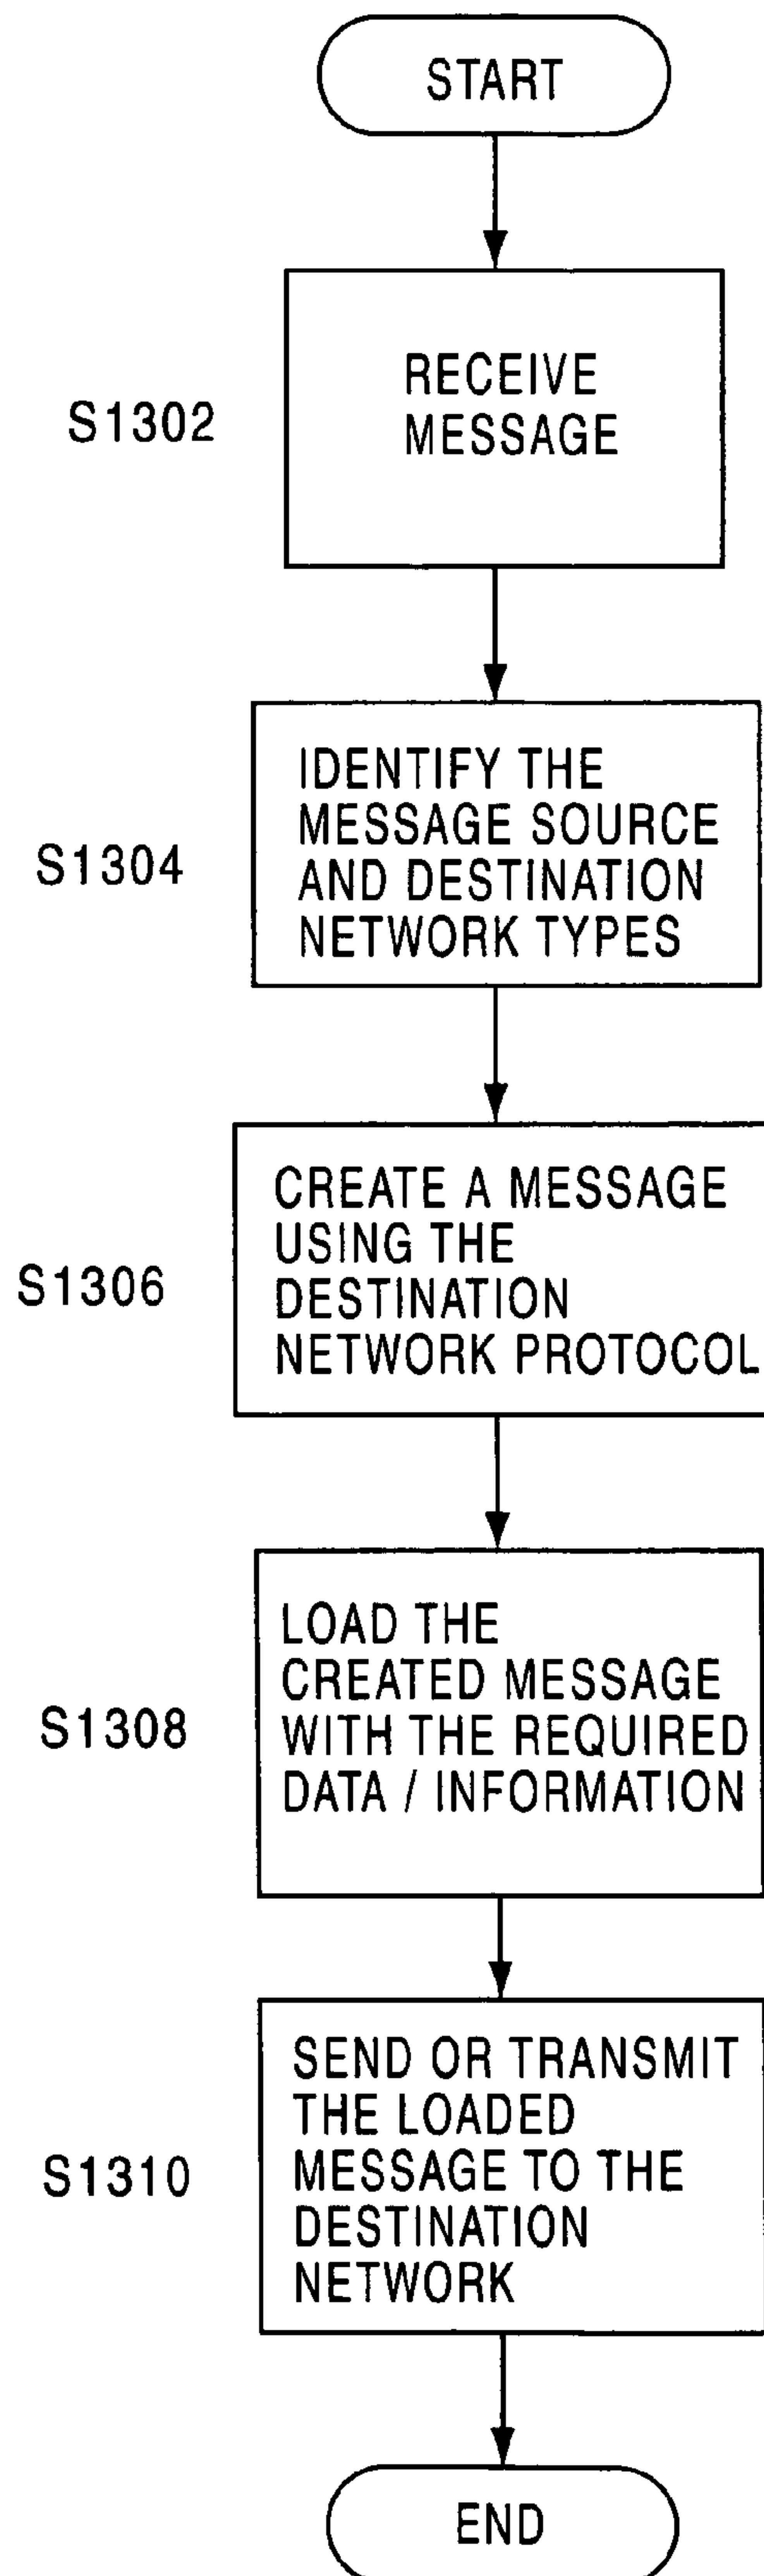 START
S1302
RECEIVE
MESSAGE
S1304
IDENTIFY THE
MESSAGE SOURCE
AND DESTINATION
NETWORK TYPES
S1306
CREATE A MESSAGE
USING THE
DESTINATION
NETWORK PROTOCOL
S1308
LOAD THE
CREATED MESSAGE
WITH THE REQUIRED
DATA / INFORMATION
S1310
SEND OR TRANSMIT
THE LOADED
MESSAGE TO THE
DESTINATION
NETWORK
END